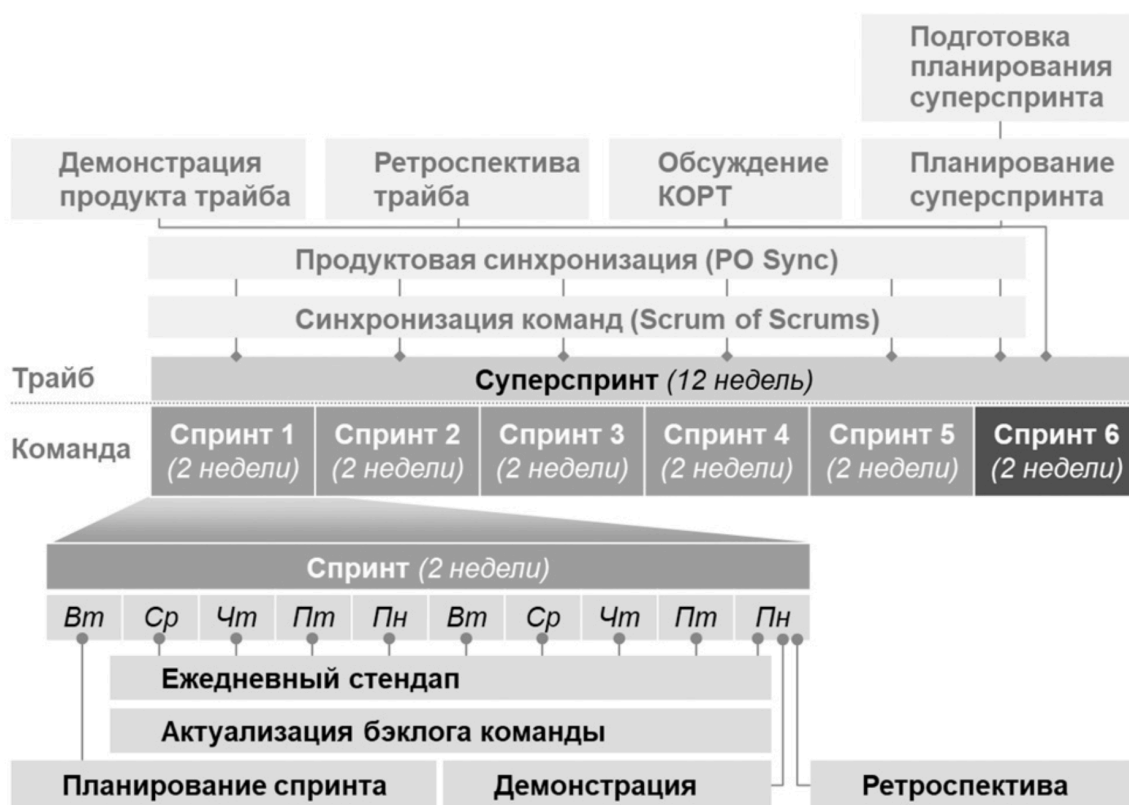 Подготовка
планирования
суперспринта
Демонстрация
продукта трайба
Ретроспектива
трайба
Обсуждение
КОРТ
Планирование
суперспринта
Продуктовая синхронизация (PO Sync)
Синхронизация команд (Scrum of Scrums)
Трайб
Суперспринт (12 недель)
Команда
Спринт 1
(2 недели)
Спринт 2
(2 недели)
Спринт 3
(2 недели)
Спринт 4
(2 недели)
Спринт 5
(2 недели)
Спринт 6
(2 недели)
Спринт (2 недели)
Вт Ср Чт Пт Пн Вт Ср Чт Пт Пн
Ежедневный стендап
Актуализация бэклога команды
Планирование спринта
Демонстрация
Ретроспектива